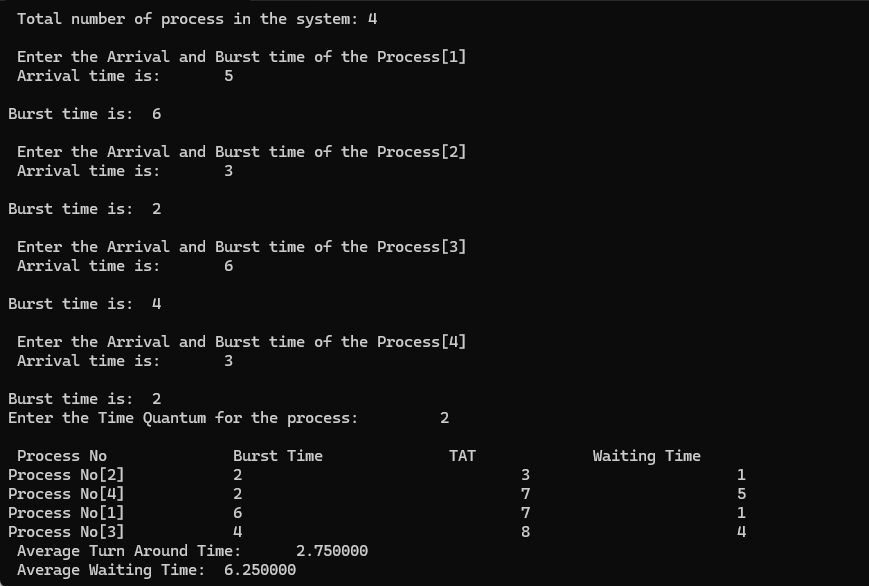 Total number of process in the system: 4
Enter the Arrival and Burst time of the Process[1]
Arrival time is: 5
Burst time is: 6
Enter the Arrival and Burst time of the Process[2]
Arrival time is: 3
Burst time is: 2
Enter the Arrival and Burst time of the Process[3]
Arrival time is: 6
Burst time is: 4
Enter the Arrival and Burst time of the Process[4]
Arrival time is: 3
Burst time is: 2
Enter the Time Quantum for the process: 2
Process No Burst Time TAT Waiting Time
Process No[2] 2 3 1
Process No[4] 2 7 5
Process No[1] 6 7 1
Process No[3] 4 8 4
Average Turn Around Time: 2.750000
Average Waiting Time: 6.250000